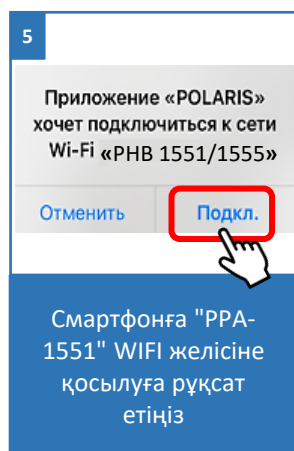 5
Приложение «POLARIS»
хочет подключиться к сети
Wi-Fi «PHB 1551/1555»
Отменить
Подкл.
Смартфонға "PPA-
1551" WIFI желісіне
қосылуға рұқсат
етіңіз